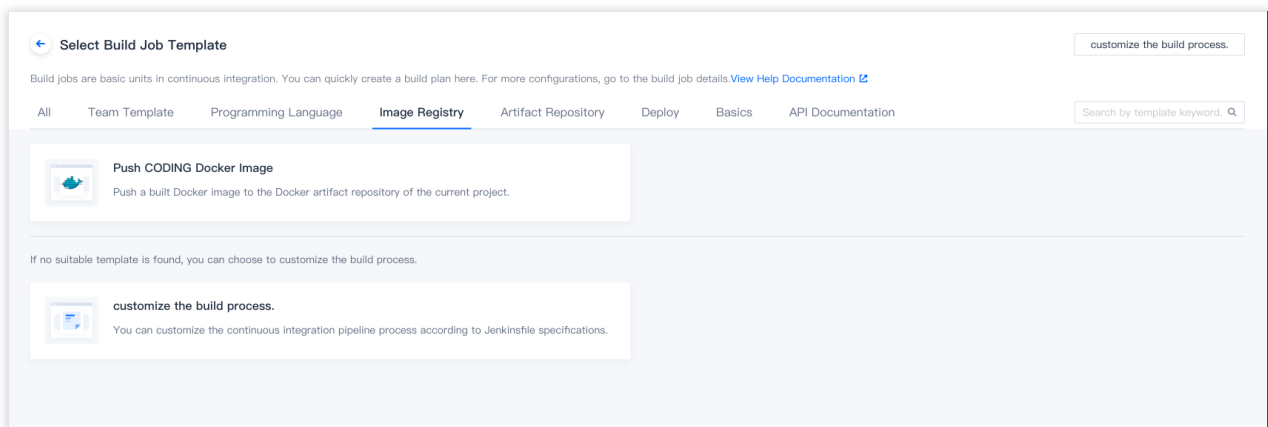 Select Build Job Template
customize the build process.
Build jobs are basic units in continuous integration. You can quickly create a build plan here. For more configurations, go to the build job details.View Help Documentation
All Team Template Programming Language Image Registry Artifact Repository Deploy Basics API Documentation
Search by template keyword.
Push CODING Docker Image
Push a built Docker image to the Docker artifact repository of the current project.
If no suitable template is found, you can choose to customize the build process.
customize the build process.
You can customize the continuous integration pipeline process according to Jenkinsfile specifications.